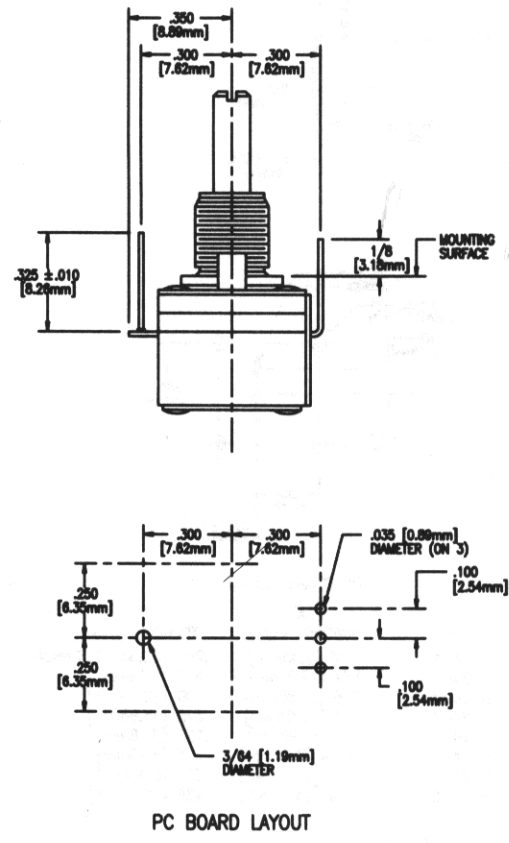 .350
[8.89mm]
.300
[7.62mm]
.300
[7.62mm]
.325 ±.010
[8.26mm]
1/8
[3.18mm]
MOUNTING
SURFACE
.300
[7.62mm]
.300
[7.62mm]
.035 [0.89mm]
DIAMETER (ON 3)
.100
[2.54mm]
.250
[6.35mm]
.250
[6.35mm]
.100
[2.54mm]
3/64 [1.19mm]
DIAMETER
PC BOARD LAYOUT